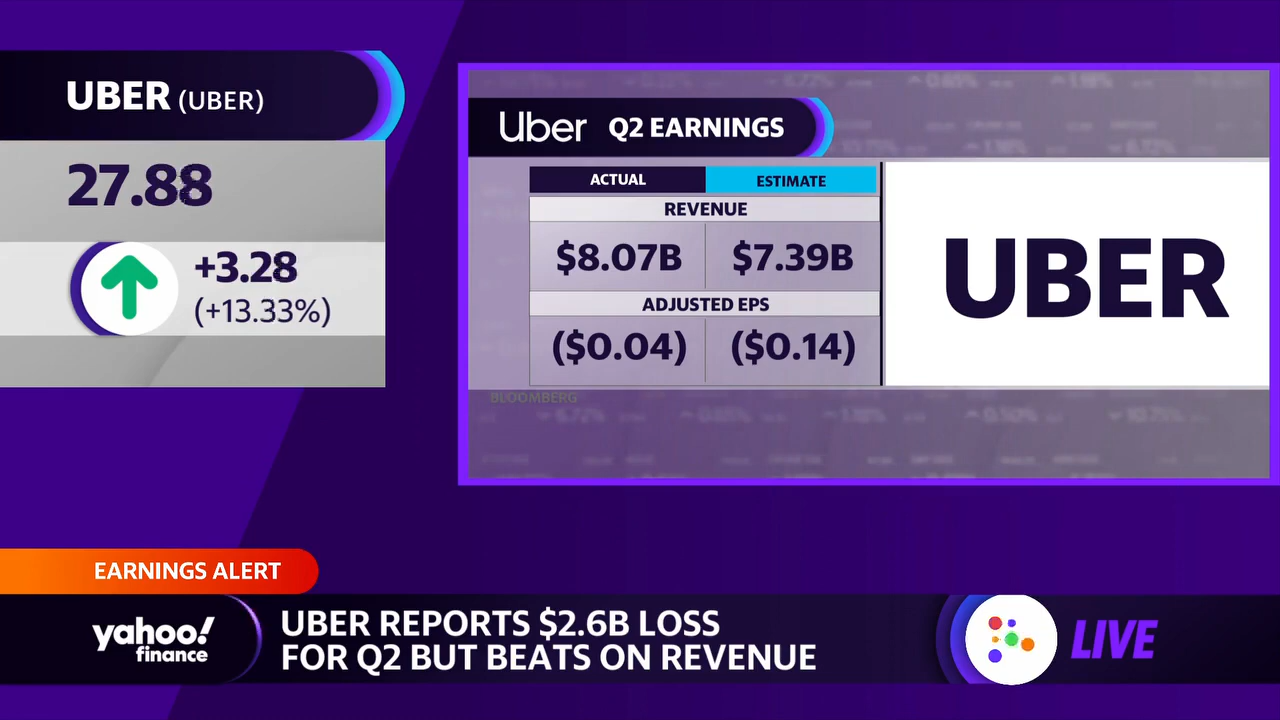 UBER (UBER)
27.88
+3.28
(+13.33%)
Uber Q2 EARNINGS
ACTUAL ESTIMATE
REVENUE
$8.07B $7.39B
ADJUSTED EPS
($0.04) ($0.14)
UBER
BLOOMBERG
EARNINGS ALERT
yahoo!
finance
UBER REPORTS $2.6B LOSS
FOR Q2 BUT BEATS ON REVENUE
LIVE